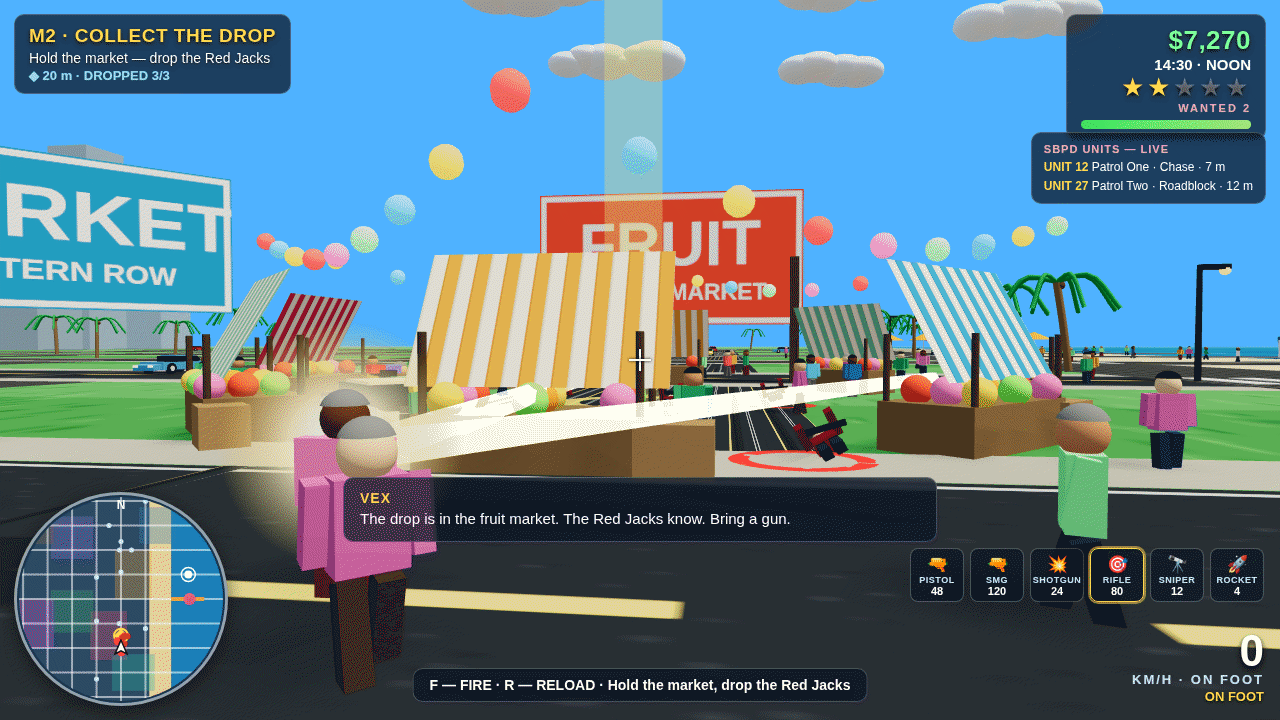 M2 · COLLECT THE DROP
Hold the market — drop the Red Jacks
◆ 20 m · DROPPED 3/3
$7,270
14:30 · NOON
★★★★★
WANTED 2
SBPD UNITS — LIVE
UNIT 12 Patrol One · Chase · 7 m
UNIT 27 Patrol Two · Roadblock · 12 m
RKET
TERN ROW
FRUIT
MARKET
VEX
The drop is in the fruit market. The Red Jacks know. Bring a gun.
N
PISTOL
48
SMG
120
SHOTGUN
24
RIFLE
80
SNIPER
12
ROCKET
4
0
KM/H · ON FOOT
ON FOOT
F — FIRE · R — RELOAD · Hold the market, drop the Red Jacks